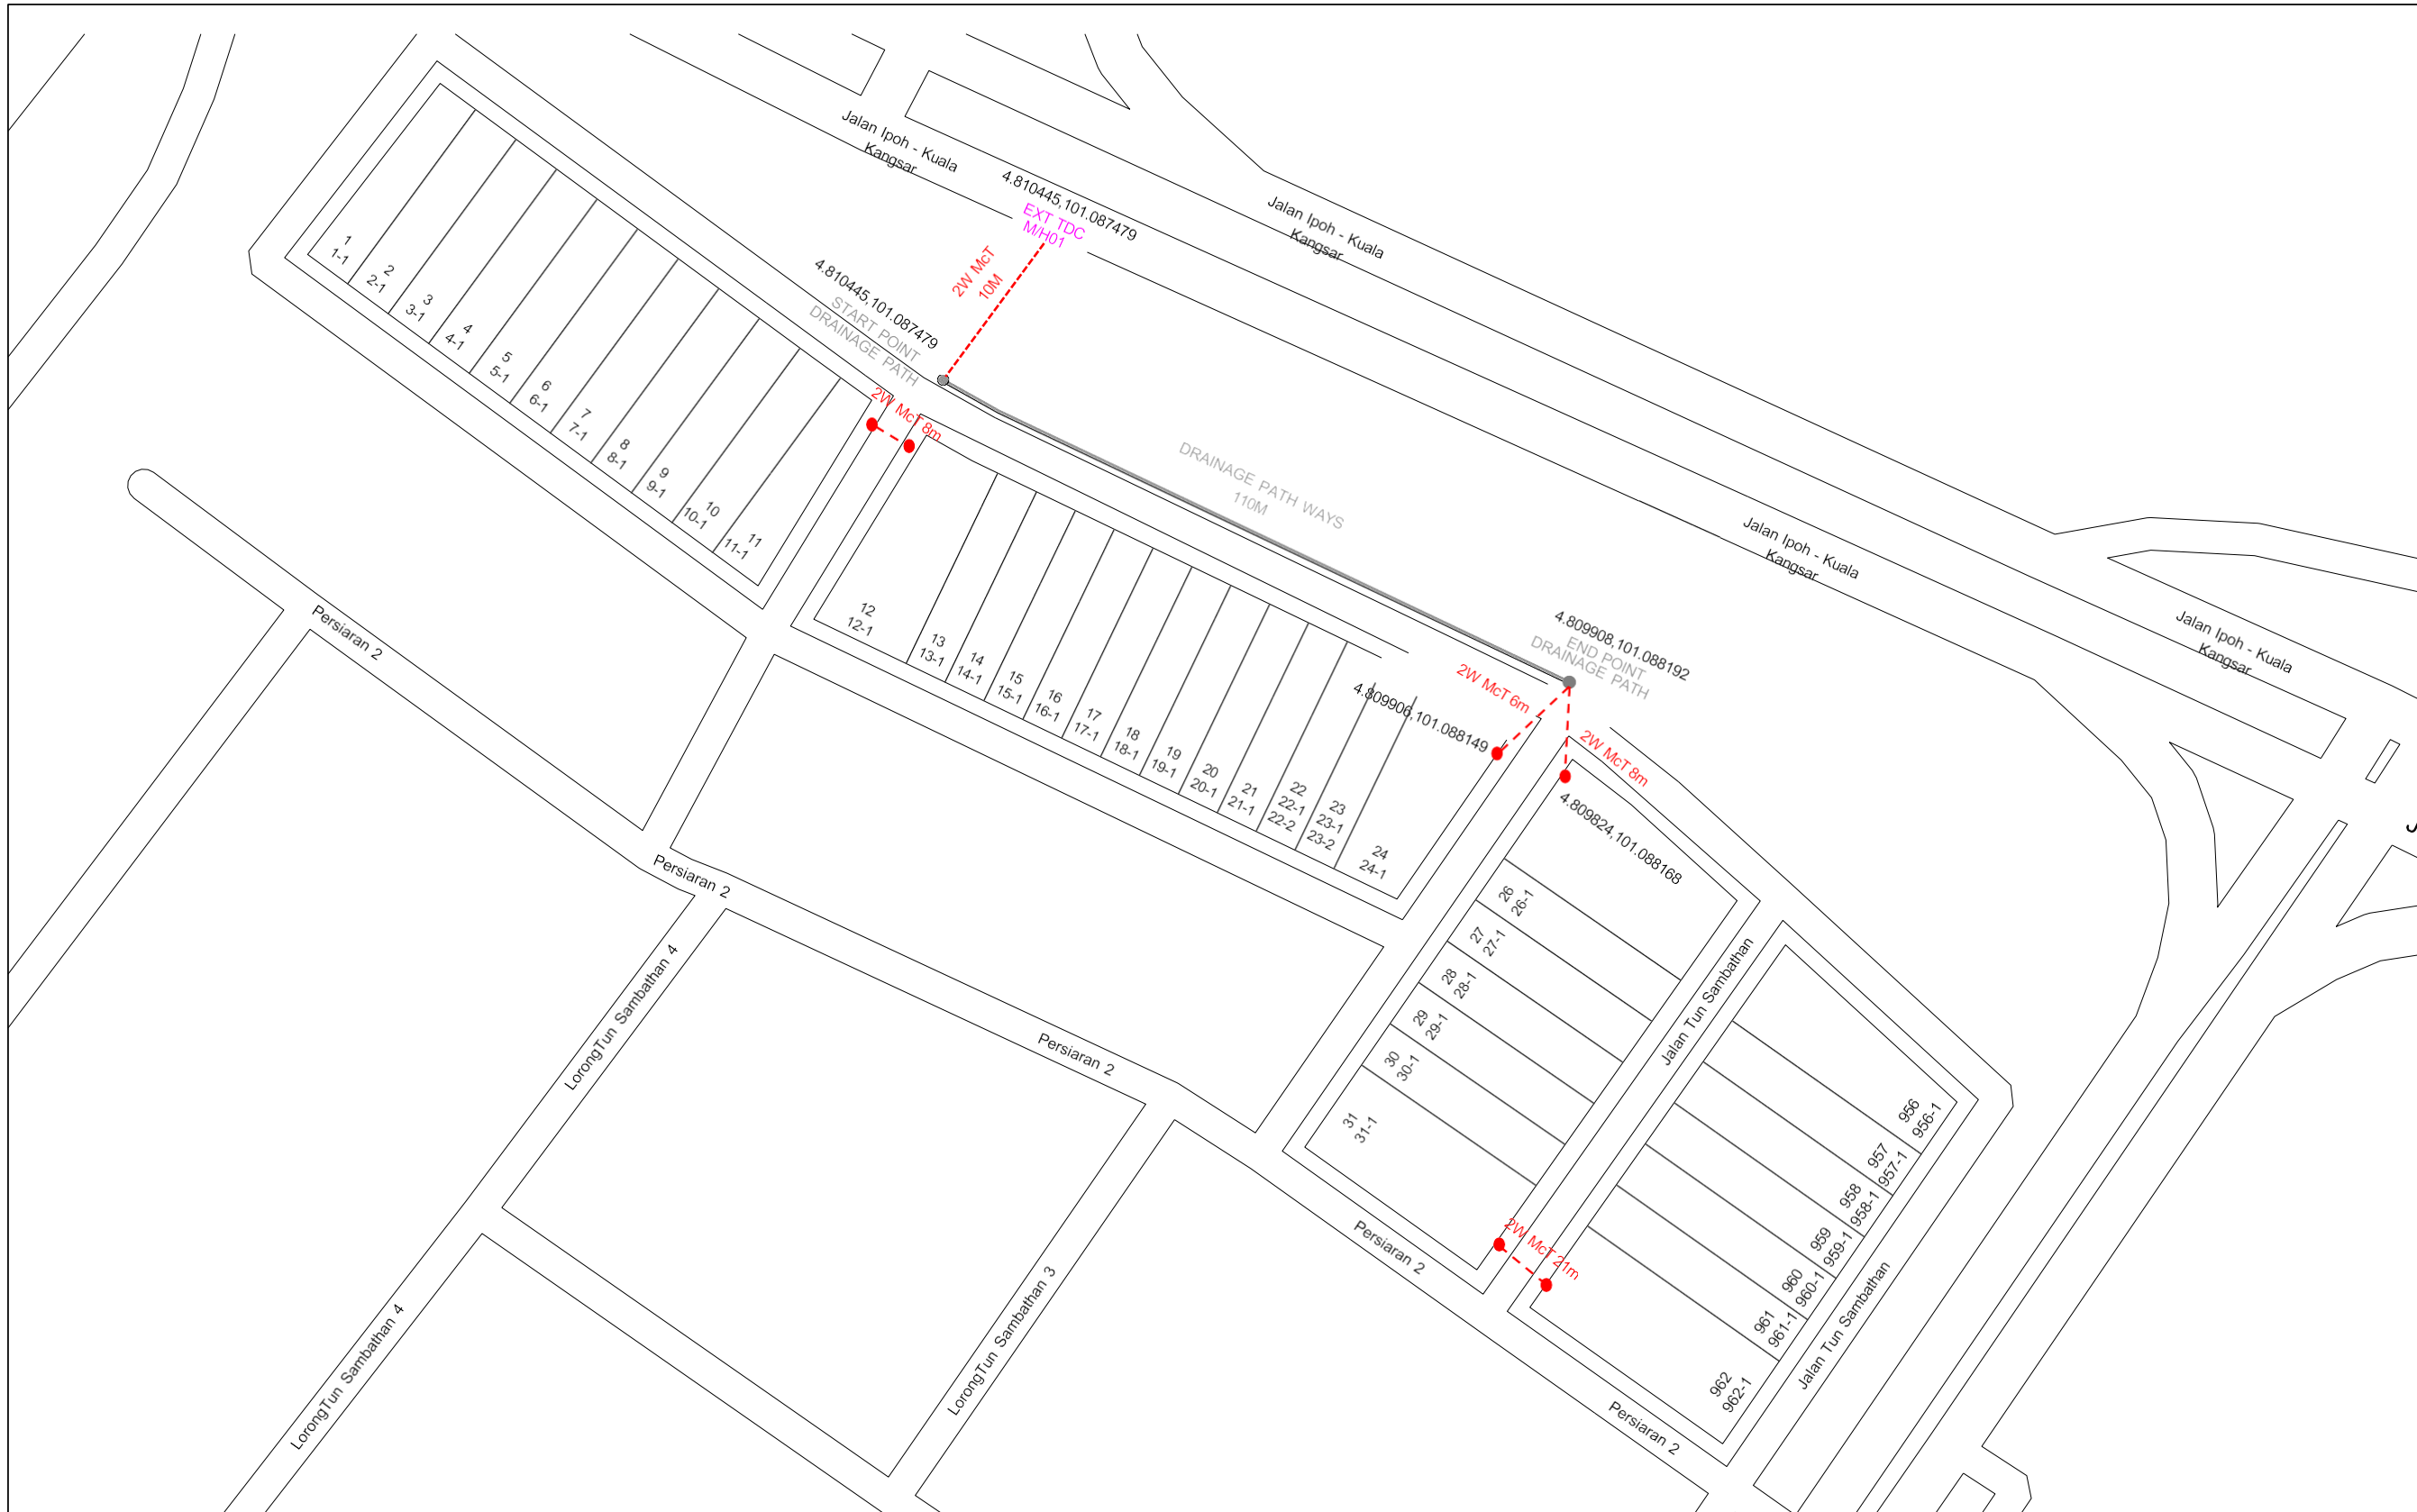 Jalan Ipoh - Kuala
Kangsar
4.810445,101.087479
EXT TDC
M/H01
Jalan Ipoh - Kuala
Kangsar
2W McT
10M
4.810445,101.087479
START POINT
DRAINAGE PATH
1
1-1
2
2-1
3
3-1
4
4-1
5
5-1
6
6-1
7
7-1
8
8-1
9
9-1
10
10-1
11
11-1
2W McT 8m
DRAINAGE PATH WAYS
110M
Jalan Ipoh - Kuala
Kangsar
Jalan Ipoh - Kuala
Kangsar
4.809908,101.088192
END POINT
DRAINAGE PATH
2W McT 6m
4.809906,101.088149
2W McT 8m
4.809824,101.088168
12
12-1
13
13-1
14
14-1
15
15-1
16
16-1
17
17-1
18
18-1
19
19-1
20
20-1
21
21-1
22
22-1
22-2
23
23-1
23-2
24
24-1
Persiaran 2
Persiaran 2
26
26-1
27
27-1
28
28-1
29
29-1
30
30-1
31
31-1
Jalan Tun Sambathan
LorongTun Sambathan 4
Persiaran 2
956
956-1
957
957-1
958
958-1
959
959-1
960
960-1
961
961-1
962
962-1
2W McT 21m
Persiaran 2
Jalan Tun Sambathan
LorongTun Sambathan 3
LorongTun Sambathan 4
Persiaran 2